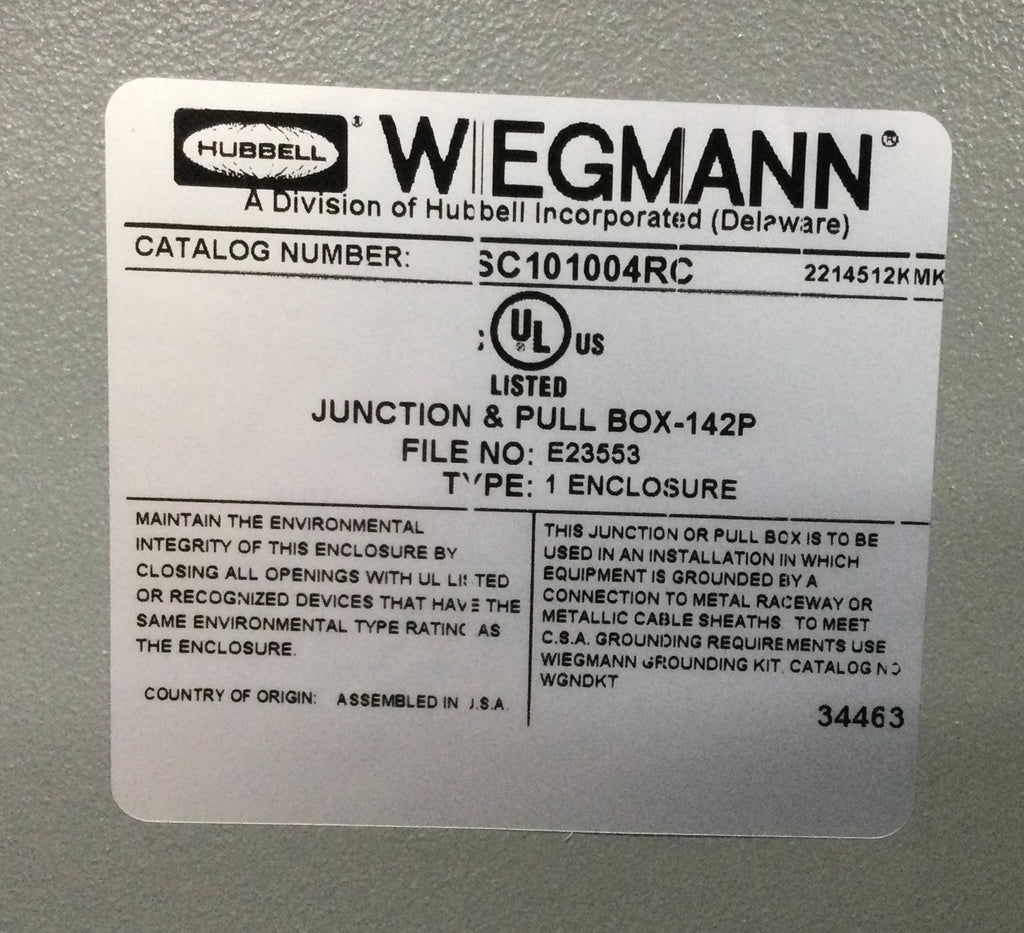 HUBBELL ® WIEGMANN®
A Division of Hubbell Incorporated (Delaware)
CATALOG NUMBER: SC101004RC 2214512KMK
c UL ® US
LISTED
JUNCTION & PULL BOX-142P
FILE NO: E23553
TYPE: 1 ENCLOSURE
MAINTAIN THE ENVIRONMENTAL
INTEGRITY OF THIS ENCLOSURE BY
CLOSING ALL OPENINGS WITH UL LISTED
OR RECOGNIZED DEVICES THAT HAVE THE
SAME ENVIRONMENTAL TYPE RATING AS
THE ENCLOSURE.
COUNTRY OF ORIGIN: ASSEMBLED IN U.S.A.
THIS JUNCTION OR PULL BOX IS TO BE
USED IN AN INSTALLATION IN WHICH
EQUIPMENT IS GROUNDED BY A
CONNECTION TO METAL RACEWAY OR
METALLIC CABLE SHEATHS. TO MEET
C.S.A. GROUNDING REQUIREMENTS USE
WIEGMANN GROUNDING KIT, CATALOG NO
WGNDKT
34463